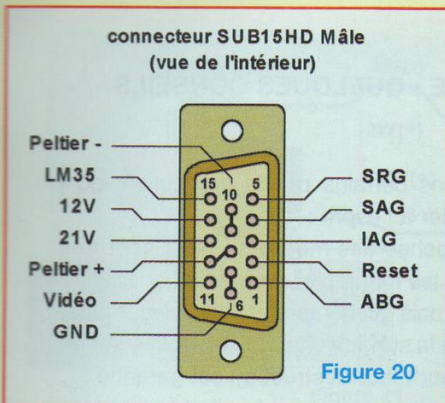 connecteur SUB15HD Mâle
(vue de l'intérieur)
Peltier -
LM35
12V
21V
Peltier +
Vidéo
GND
15
10
5
11
6
1
SRG
SAG
IAG
Reset
ABG
Figure 20